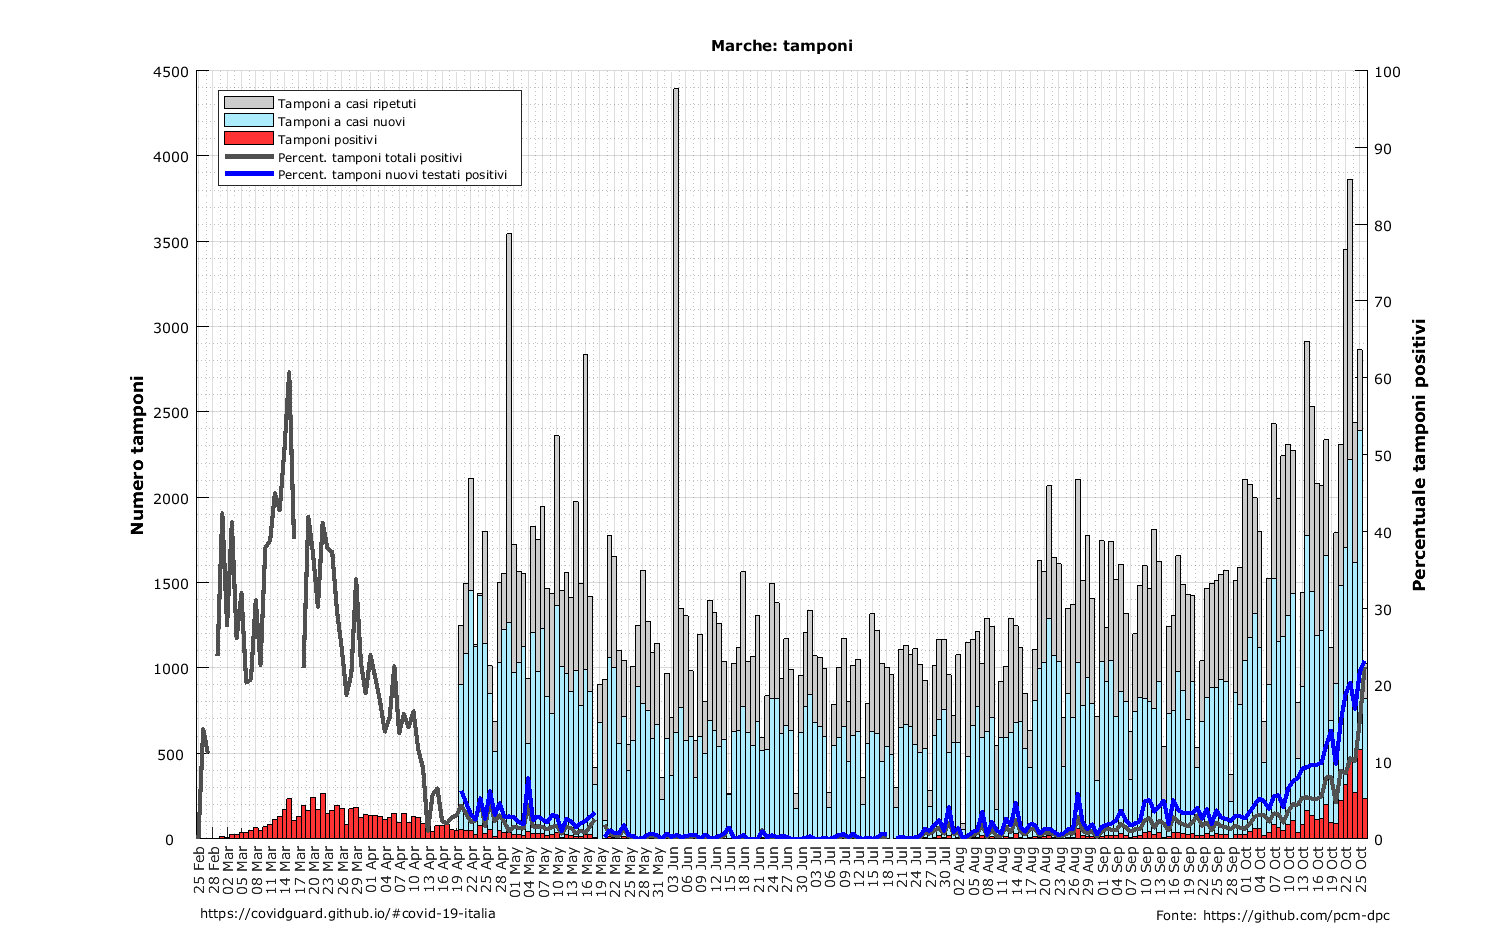 Marche: tamponi
Tamponi a casi ripetuti
Tamponi a casi nuovi
Tamponi positivi
Percent. tamponi totali positivi
Percent. tamponi nuovi testati positivi
Numero tamponi
4500
4000
3500
3000
2500
2000
1500
1000
500
0
Percentuale tamponi positivi
100
90
80
70
60
50
40
30
20
10
0
25 Feb
28 Feb
02 Mar
05 Mar
08 Mar
11 Mar
14 Mar
17 Mar
20 Mar
23 Mar
26 Mar
29 Mar
01 Apr
04 Apr
07 Apr
10 Apr
13 Apr
16 Apr
19 Apr
22 Apr
25 Apr
28 Apr
01 May
04 May
07 May
10 May
13 May
16 May
19 May
22 May
25 May
28 May
31 May
03 Jun
06 Jun
09 Jun
12 Jun
15 Jun
18 Jun
21 Jun
24 Jun
27 Jun
30 Jun
03 Jul
06 Jul
09 Jul
12 Jul
15 Jul
18 Jul
21 Jul
24 Jul
27 Jul
30 Jul
02 Aug
05 Aug
08 Aug
11 Aug
14 Aug
17 Aug
20 Aug
23 Aug
26 Aug
29 Aug
01 Sep
04 Sep
07 Sep
10 Sep
13 Sep
16 Sep
19 Sep
22 Sep
25 Sep
28 Sep
01 Oct
04 Oct
07 Oct
10 Oct
13 Oct
16 Oct
19 Oct
22 Oct
25 Oct
https://covidguard.github.io/#covid-19-italia
Fonte: https://github.com/pcm-dpc